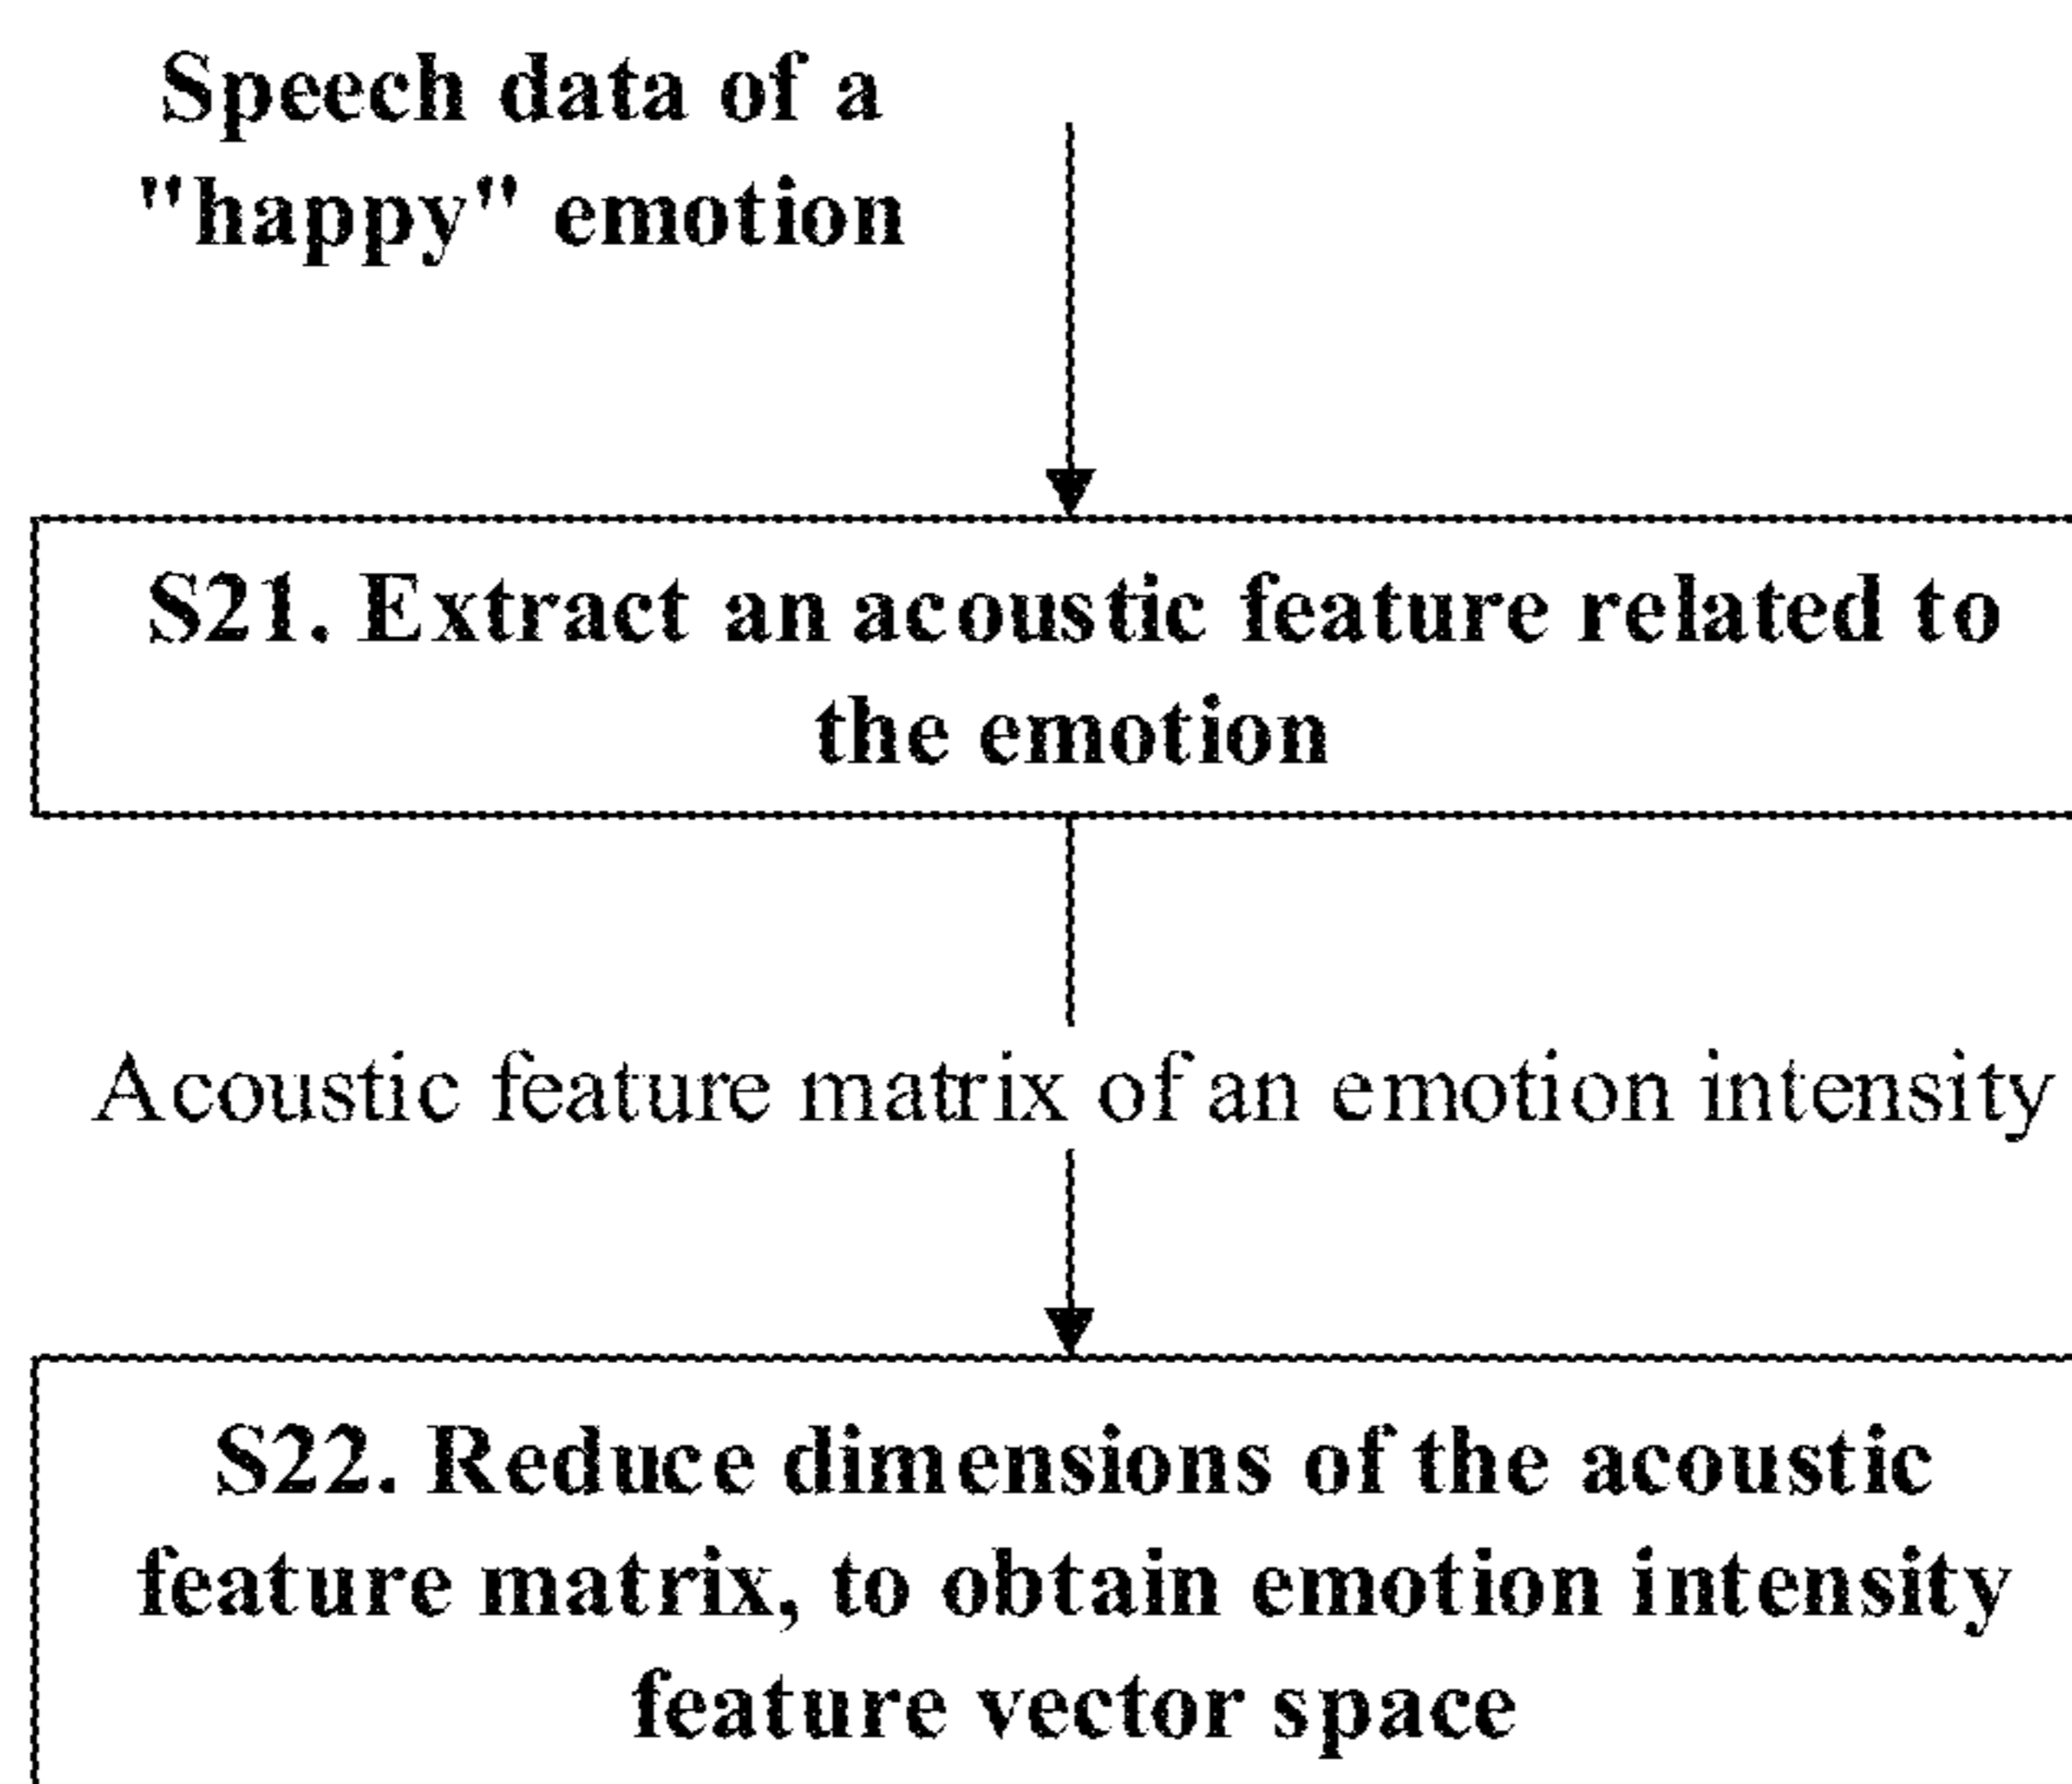 Speech data of a
"happy" emotion
S21. Extract an acoustic feature related to
the emotion
Acoustic feature matrix of an emotion intensity
S22. Reduce dimensions of the acoustic
feature matrix, to obtain emotion intensity
feature vector space